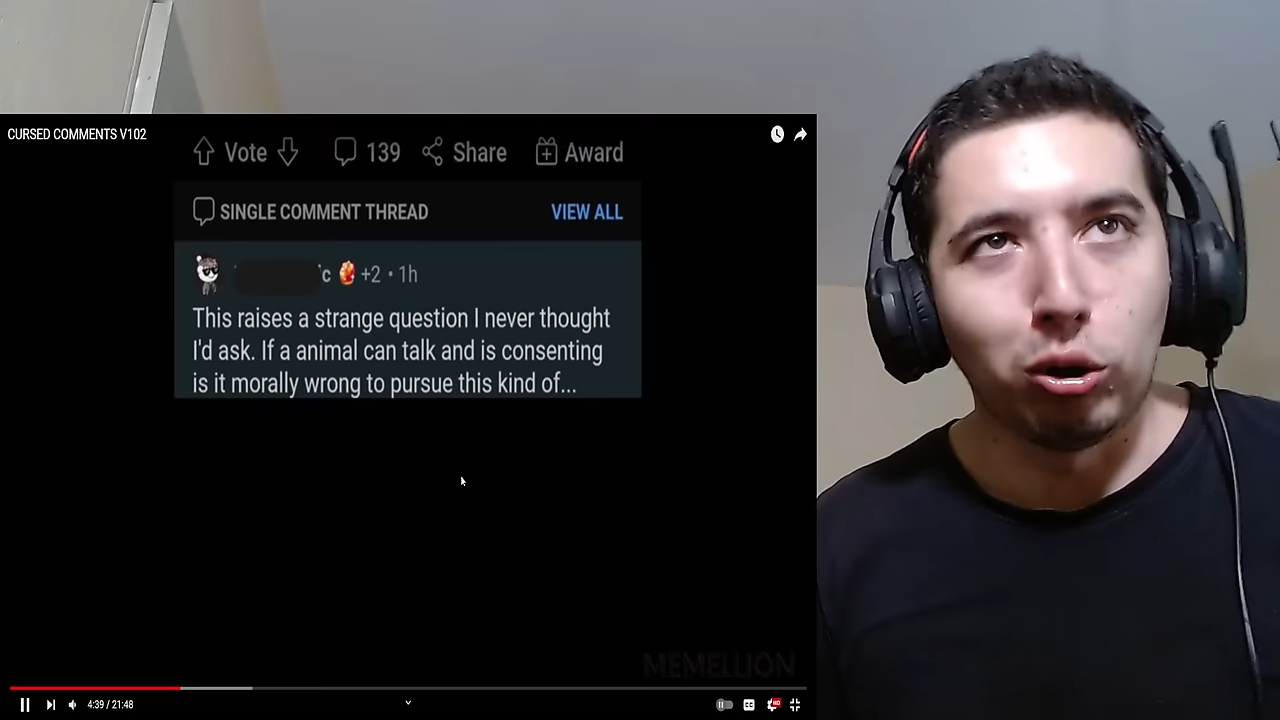 CURSED COMMENTS V102
Vote 139 Share Award
SINGLE COMMENT THREAD VIEW ALL
'c +2 • 1h
This raises a strange question I never thought
I'd ask. If a animal can talk and is consenting
is it morally wrong to pursue this kind of...
MEMELLION
4:39 / 21:48